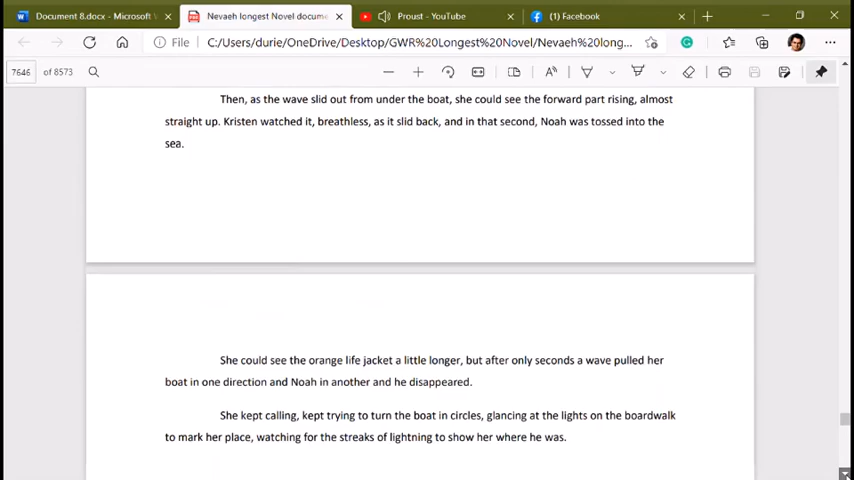 Document 8.docx - Microsoft
Nevaeh longest Novel docume
Proust - YouTube
(1) Facebook
File
C:/Users/durie/OneDrive/Desktop/GWR%20Longest%20Novel/Nevaeh%20long...
7646 of 8573
Then, as the wave slid out from under the boat, she could see the forward part rising, almost
straight up. Kristen watched it, breathless, as it slid back, and in that second, Noah was tossed into the
sea.
She could see the orange life jacket a little longer, but after only seconds a wave pulled her
boat in one direction and Noah in another and he disappeared.
She kept calling, kept trying to turn the boat in circles, glancing at the lights on the boardwalk
to mark her place, watching for the streaks of lightning to show her where he was.